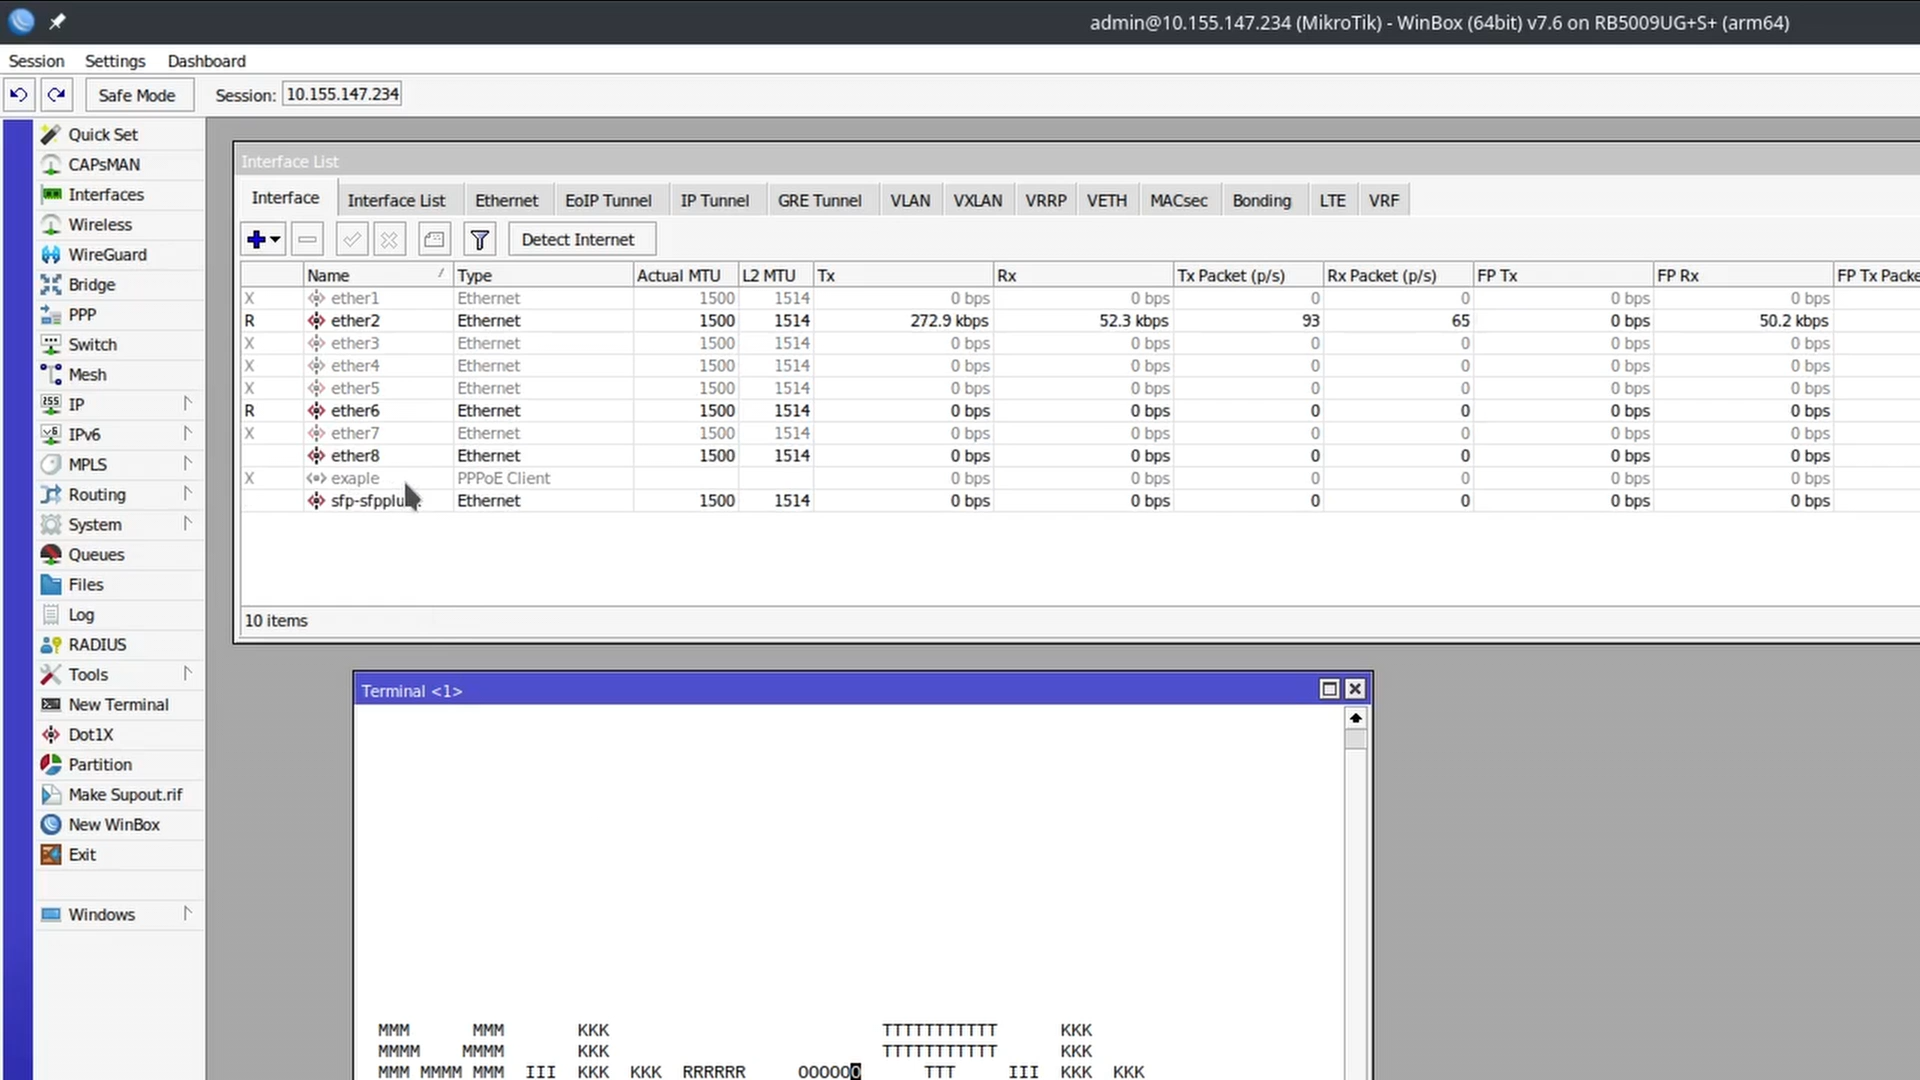 admin@10.155.147.234 (MikroTik) - WinBox (64bit) v7.6 on RB5009UG+S+ (arm64)
Session Settings Dashboard
Safe Mode Session: 10.155.147.234
Quick Set
CAPsMAN
Interfaces
Wireless
WireGuard
Bridge
PPP
Switch
Mesh
IP
IPv6
MPLS
Routing
System
Queues
Files
Log
RADIUS
Tools
New Terminal
Dot1X
Partition
Make Supout.rif
New WinBox
Exit
Windows
Interface List
Interface Interface List Ethernet EoIP Tunnel IP Tunnel GRE Tunnel VLAN VXLAN VRRP VETH MACsec Bonding LTE VRF
Detect Internet
Name Type Actual MTU L2 MTU Tx Rx Tx Packet (p/s) Rx Packet (p/s) FP Tx FP Rx FP Tx Packe
X ether1 Ethernet 1500 1514 0 bps 0 bps 0 0 0 bps 0 bps
R ether2 Ethernet 1500 1514 272.9 kbps 52.3 kbps 93 65 0 bps 50.2 kbps
X ether3 Ethernet 1500 1514 0 bps 0 bps 0 0 0 bps 0 bps
X ether4 Ethernet 1500 1514 0 bps 0 bps 0 0 0 bps 0 bps
X ether5 Ethernet 1500 1514 0 bps 0 bps 0 0 0 bps 0 bps
R ether6 Ethernet 1500 1514 0 bps 0 bps 0 0 0 bps 0 bps
X ether7 Ethernet 1500 1514 0 bps 0 bps 0 0 0 bps 0 bps
ether8 Ethernet 1500 1514 0 bps 0 bps 0 0 0 bps 0 bps
X exaple PPPoE Client 0 bps 0 bps 0 0 0 bps 0 bps
Ethernet 1500 1514 0 bps 0 bps 0 0 0 bps 0 bps
10 items
Terminal <1>
MMM MMM KKK TTTTTTTTTTT KKK
MMMM MMMM KKK TTTTTTTTTTT KKK
MMM MMMM MMM III KKK KKK RRRRRR OOOOOO TTT III KKK KKK